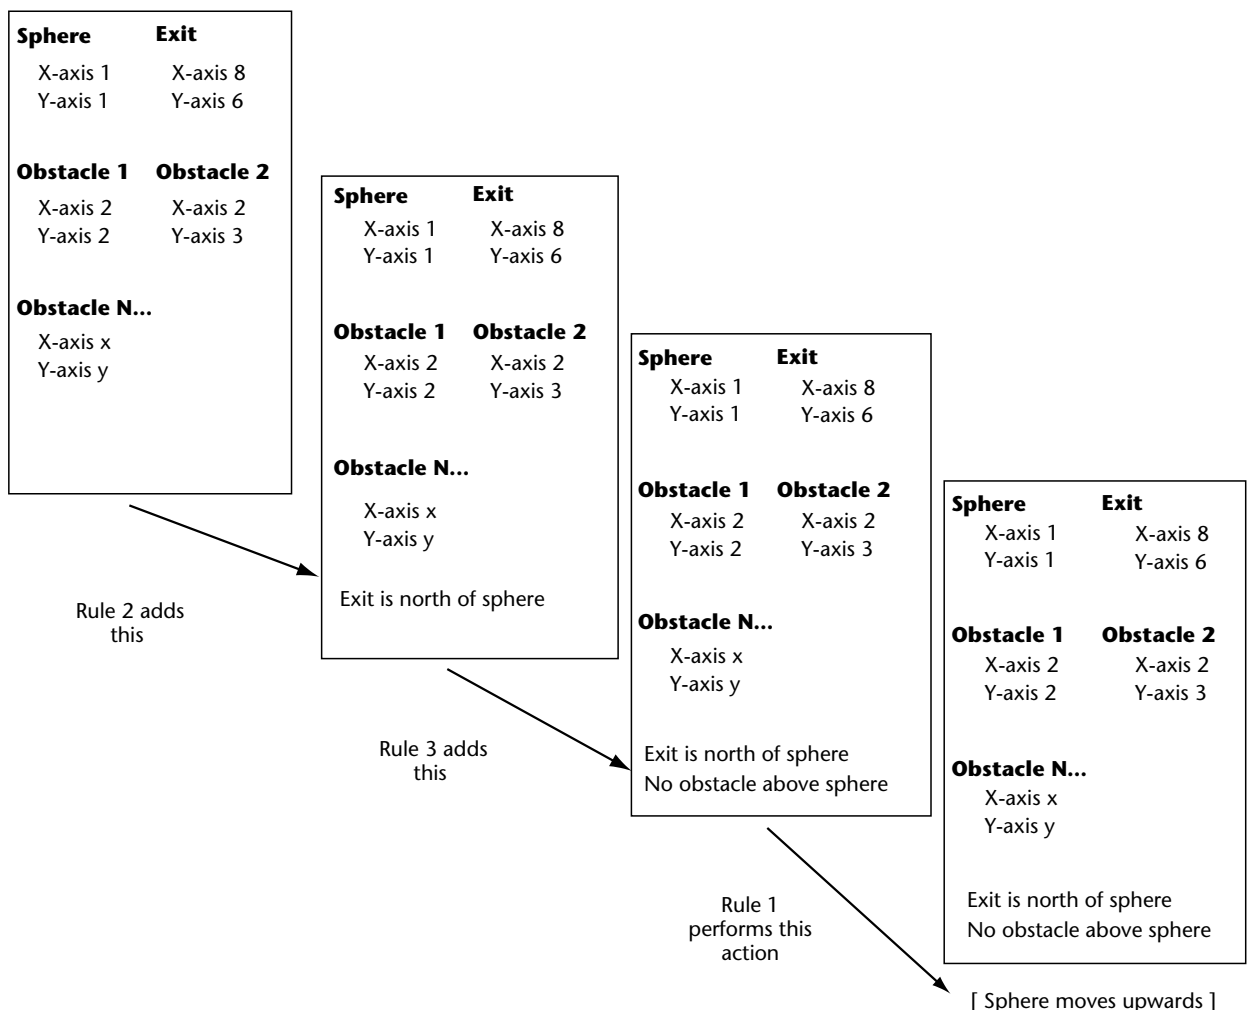 Sphere Exit
X-axis 1 X-axis 8
Y-axis 1 Y-axis 6
Obstacle 1 Obstacle 2
X-axis 2 X-axis 2
Y-axis 2 Y-axis 3
Obstacle N...
X-axis x
Y-axis y
Rule 2 adds
this
Sphere Exit
X-axis 1 X-axis 8
Y-axis 1 Y-axis 6
Obstacle 1 Obstacle 2
X-axis 2 X-axis 2
Y-axis 2 Y-axis 3
Obstacle N...
X-axis x
Y-axis y
Exit is north of sphere
Rule 3 adds
this
Sphere Exit
X-axis 1 X-axis 8
Y-axis 1 Y-axis 6
Obstacle 1 Obstacle 2
X-axis 2 X-axis 2
Y-axis 2 Y-axis 3
Obstacle N...
X-axis x
Y-axis y
Exit is north of sphere
No obstacle above sphere
Rule 1
performs this
action
Sphere Exit
X-axis 1 X-axis 8
Y-axis 1 Y-axis 6
Obstacle 1 Obstacle 2
X-axis 2 X-axis 2
Y-axis 2 Y-axis 3
Obstacle N...
X-axis x
Y-axis y
Exit is north of sphere
No obstacle above sphere
[ Sphere moves upwards ]